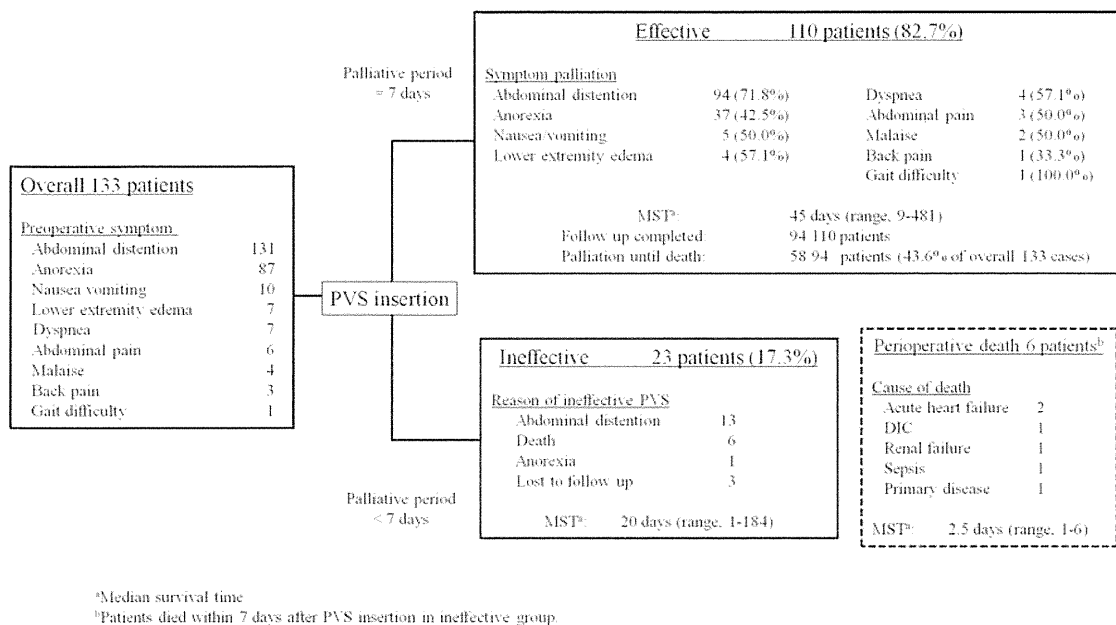 Effective 110 patients (82.7%)
Palliative period
= 7 days
Symptom palliation
Abdominal distention 94 (71.8%)
Anorexia 37 (42.5%)
Nausea/vomiting 5 (50.0%)
Lower extremity edema 4 (57.1%)
Dyspnea 4 (57.1%)
Abdominal pain 3 (50.0%)
Malaise 2 (50.0%)
Back pain 1 (33.3%)
Gait difficulty 1 (100.0%)
MSTa: 45 days (range, 9-481)
Follow up completed: 94 110 patients
Palliation until death: 58 94 patients (43.6% of overall 133 cases)
Overall 133 patients
Preoperative symptom
Abdominal distention 131
Anorexia 87
Nausea vomiting 10
Lower extremity edema 7
Dyspnea 7
Abdominal pain 6
Malaise 4
Back pain 3
Gait difficulty 1
PVS insertion
Ineffective 23 patients (17.3%)
Reason of ineffective PVS
Abdominal distention 13
Death 6
Anorexia 1
Lost to follow up 3
MSTa: 20 days (range, 1-184)
Palliative period
< 7 days
Perioperative death 6 patientsb
Cause of death
Acute heart failure 2
DIC 1
Renal failure 1
Sepsis 1
Primary disease 1
MSTa: 2.5 days (range, 1-6)
aMedian survival time
bPatients died within 7 days after PVS insertion in ineffective group.